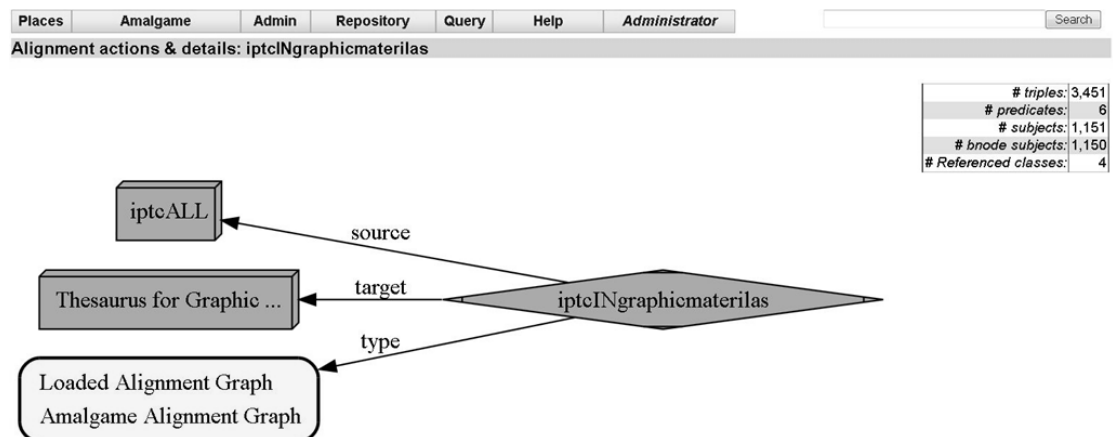 Places Amalgame Admin Repository Query Help Administrator Search
Alignment actions & details: iptcINgraphicmaterilas
# triples: 3,451
# predicates: 6
# subjects: 1,151
# bnode subjects: 1,150
# Referenced classes: 4
iptcALL
source
Thesaurus for Graphic ...
target
iptcINgraphicmaterilas
type
Loaded Alignment Graph
Amalgame Alignment Graph